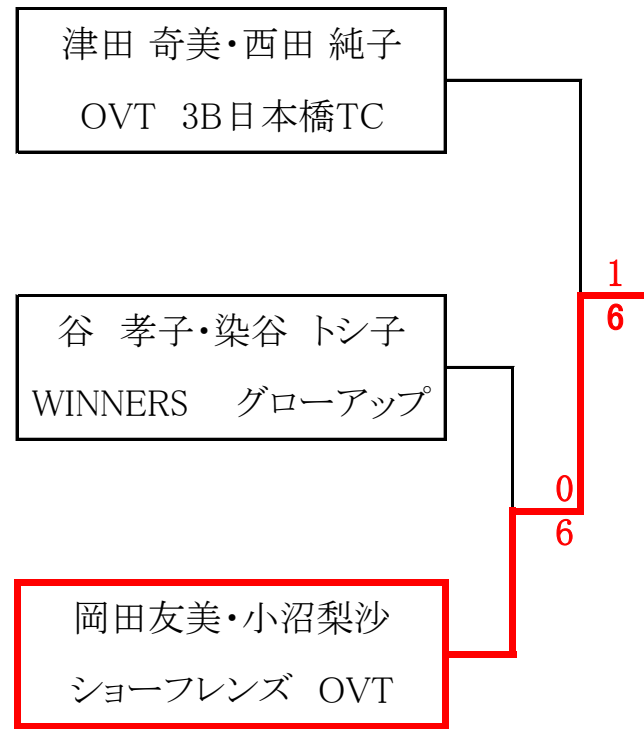 津田 奇美・西田 純子
OVT 3B日本橋TC
1
6
谷 孝子・染谷 トシ子
WINNERS グローアップ
0
6
岡田友美・小沼梨沙
ショーフレンズ OVT